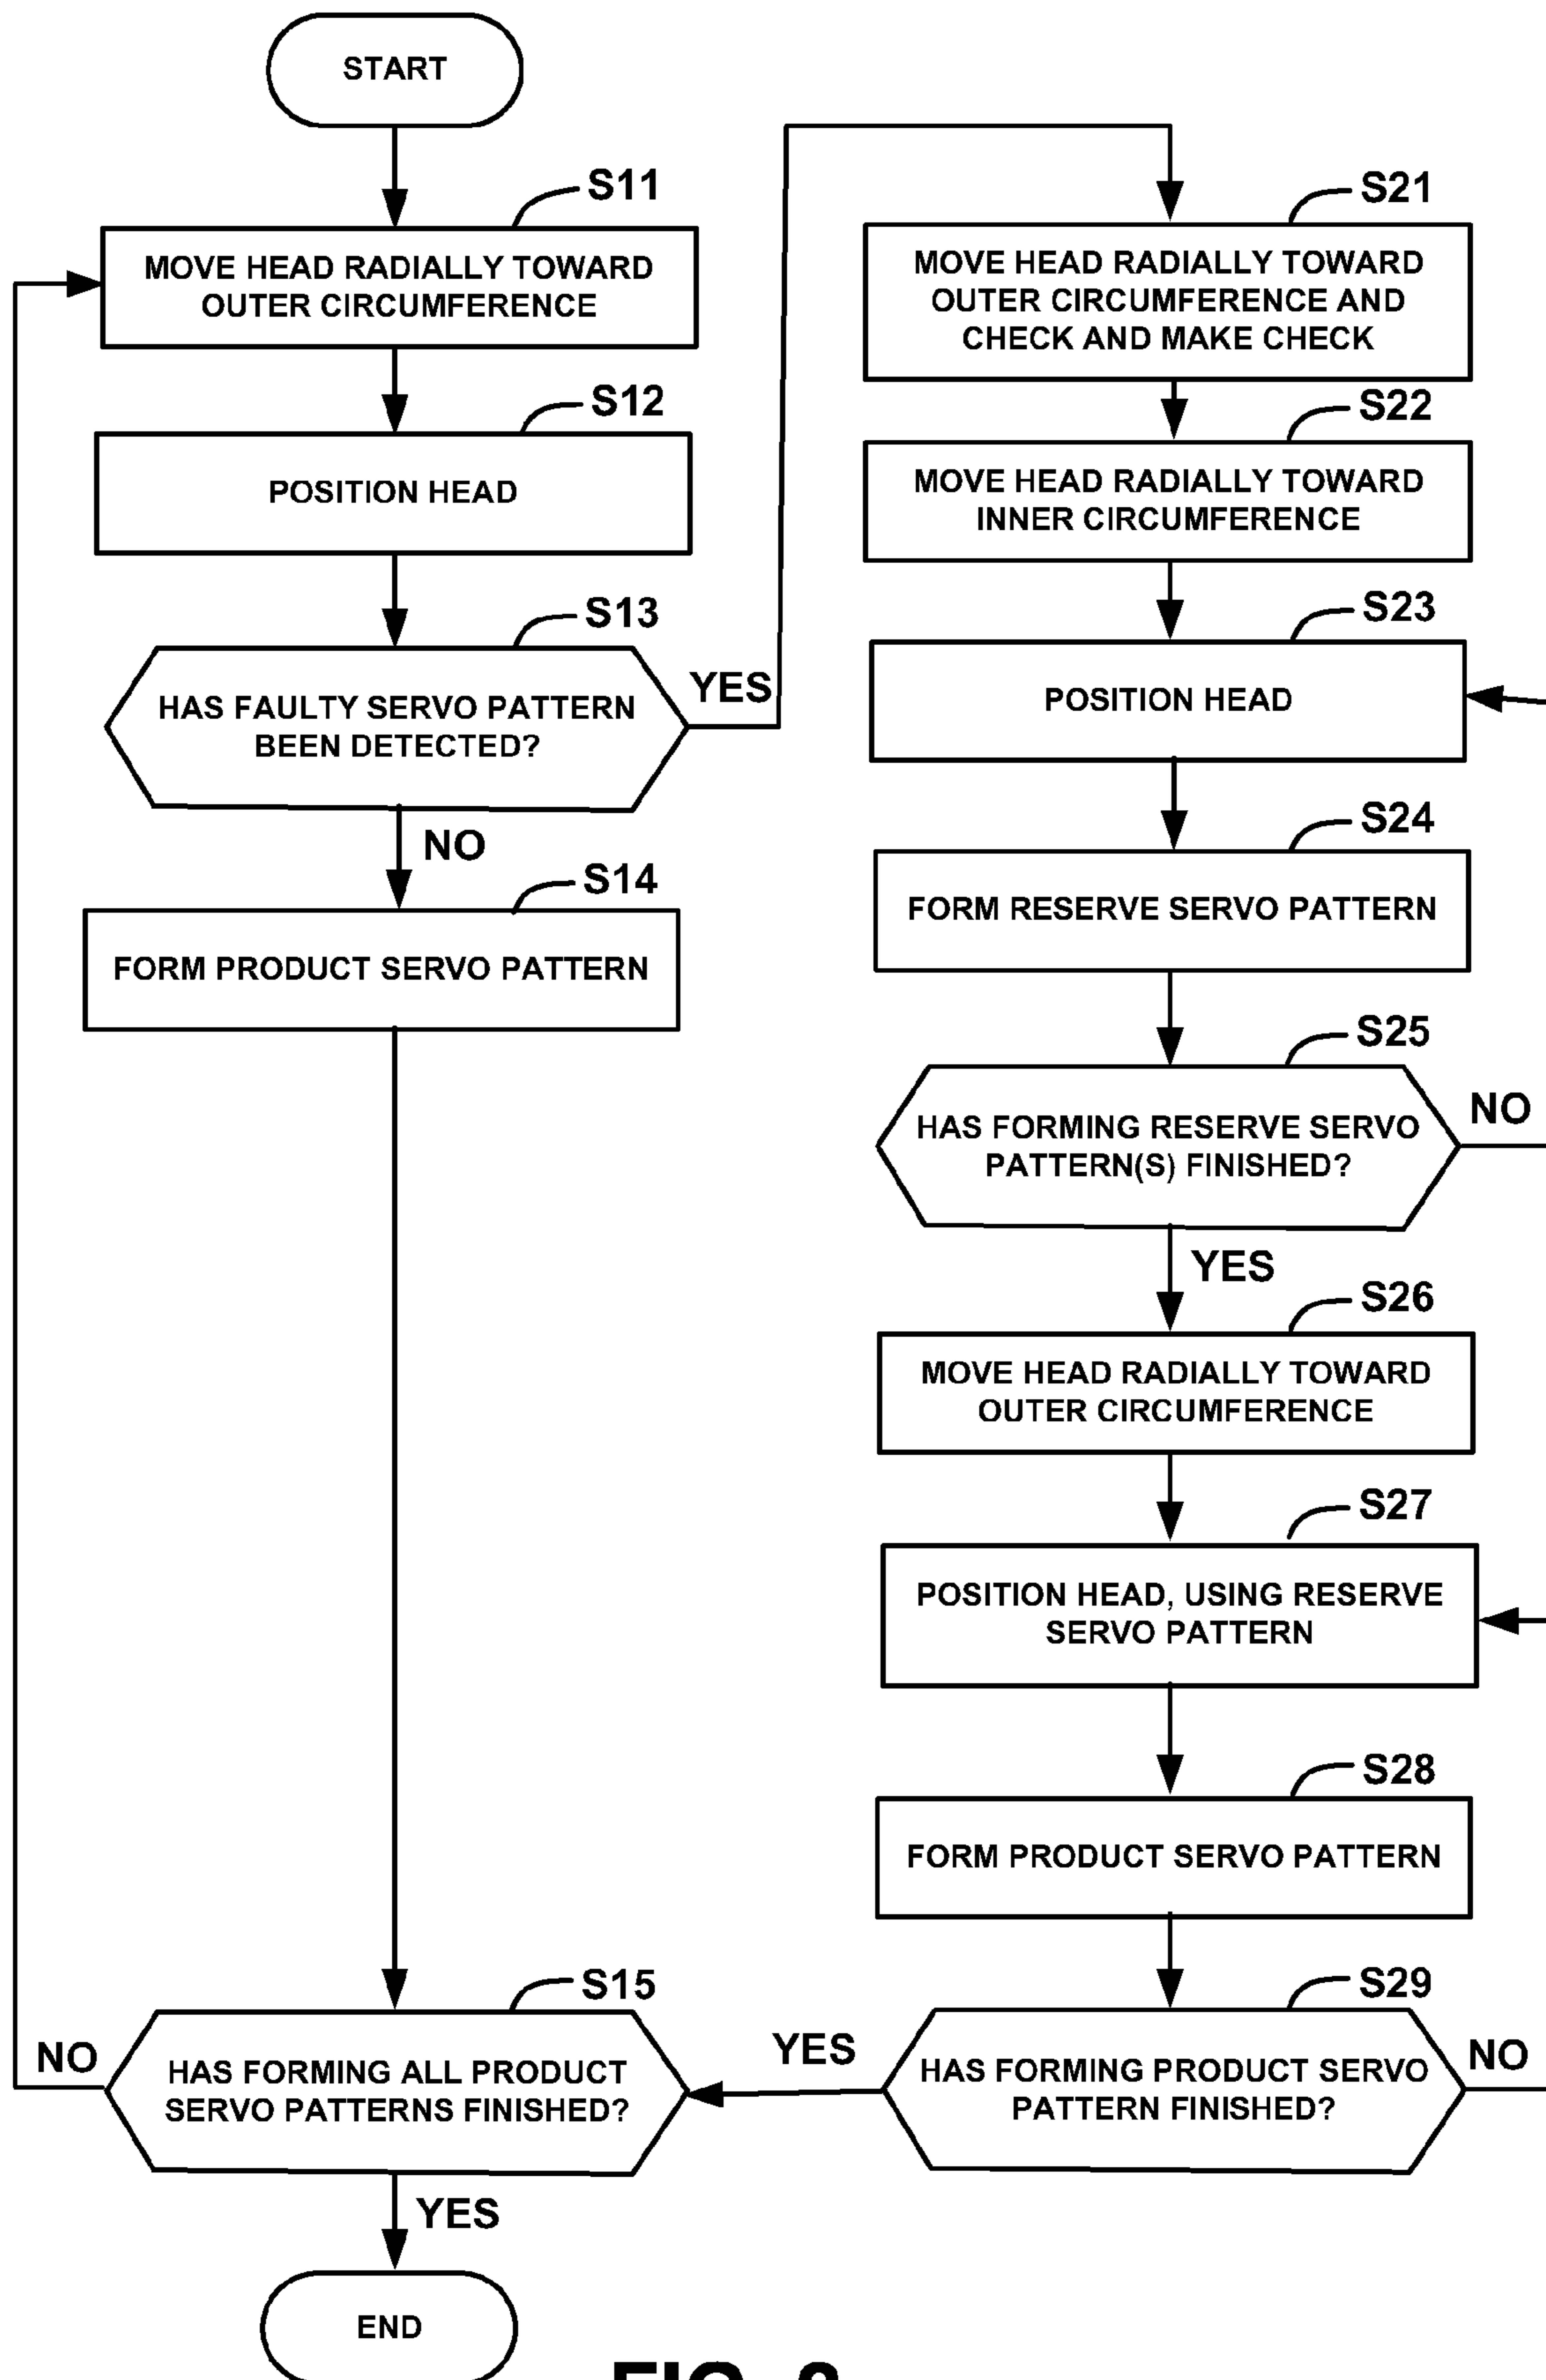 START
S11
MOVE HEAD RADIALLY TOWARD
OUTER CIRCUMFERENCE
S12
POSITION HEAD
S13
HAS FAULTY SERVO PATTERN
BEEN DETECTED?
YES
NO
S14
FORM PRODUCT SERVO PATTERN
S15
HAS FORMING ALL PRODUCT
SERVO PATTERNS FINISHED?
NO
YES
END
S21
MOVE HEAD RADIALLY TOWARD
OUTER CIRCUMFERENCE AND
CHECK AND MAKE CHECK
S22
MOVE HEAD RADIALLY TOWARD
INNER CIRCUMFERENCE
S23
POSITION HEAD
S24
FORM RESERVE SERVO PATTERN
S25
HAS FORMING RESERVE SERVO
PATTERN(S) FINISHED?
NO
YES
S26
MOVE HEAD RADIALLY TOWARD
OUTER CIRCUMFERENCE
S27
POSITION HEAD, USING RESERVE
SERVO PATTERN
S28
FORM PRODUCT SERVO PATTERN
S29
HAS FORMING PRODUCT SERVO
PATTERN FINISHED?
YES
NO
FIG.